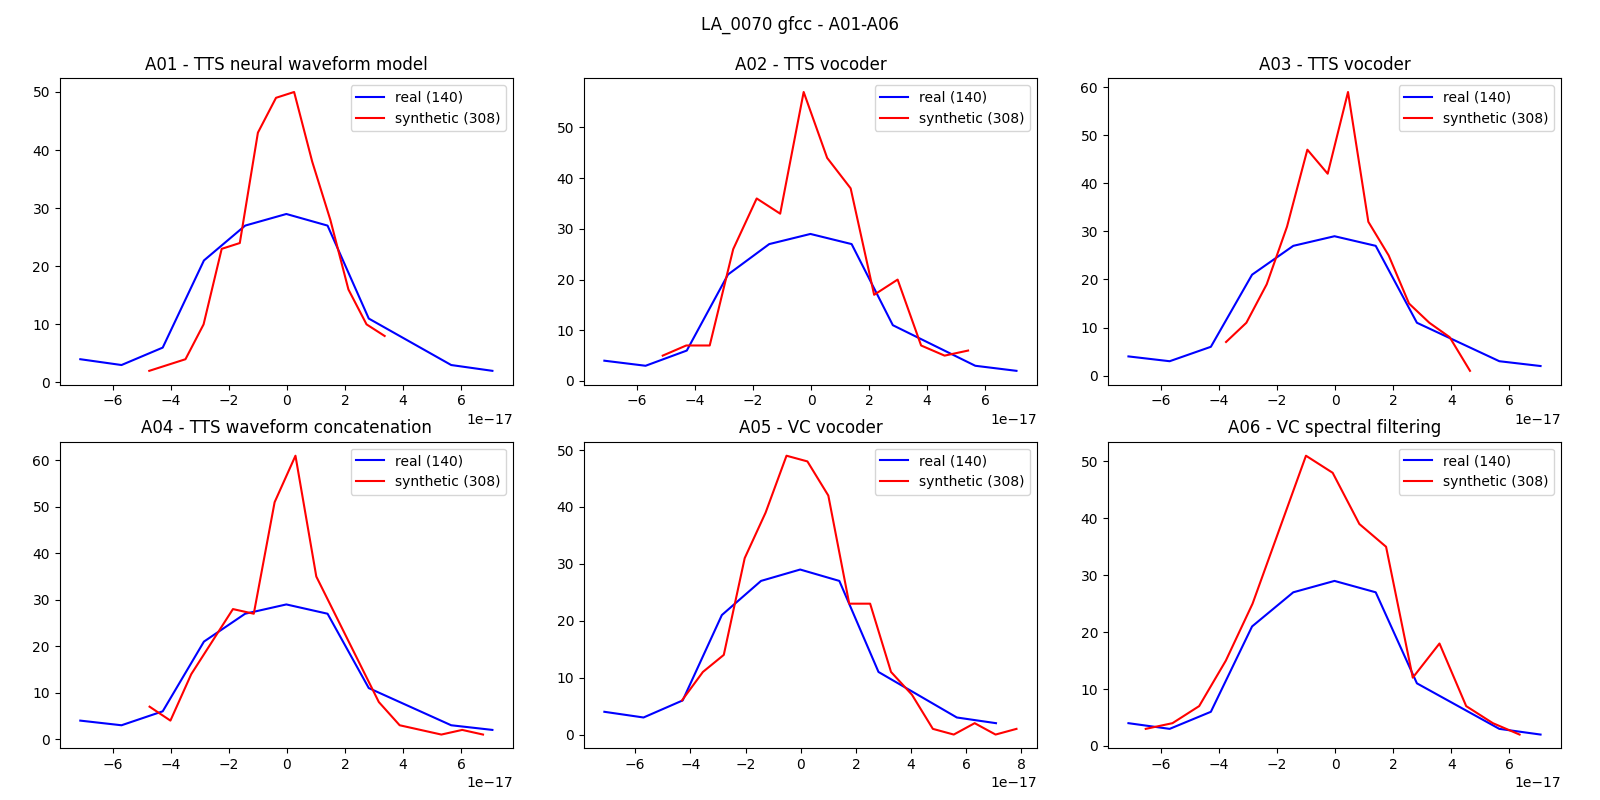 LA_0070 gfcc - A01-A06
A01 - TTS neural waveform model
real (140)
synthetic (308)
50
40
30
20
10
0
−6 −4 −2 0 2 4 6
1e−17
A02 - TTS vocoder
real (140)
synthetic (308)
50
40
30
20
10
0
−6 −4 −2 0 2 4 6
1e−17
A03 - TTS vocoder
real (140)
synthetic (308)
60
50
40
30
20
10
0
−6 −4 −2 0 2 4 6
1e−17
A04 - TTS waveform concatenation
real (140)
synthetic (308)
60
50
40
30
20
10
0
−6 −4 −2 0 2 4 6
1e−17
A05 - VC vocoder
real (140)
synthetic (308)
50
40
30
20
10
0
−6 −4 −2 0 2 4 6 8
1e−17
A06 - VC spectral filtering
real (140)
synthetic (308)
50
40
30
20
10
0
−6 −4 −2 0 2 4 6
1e−17